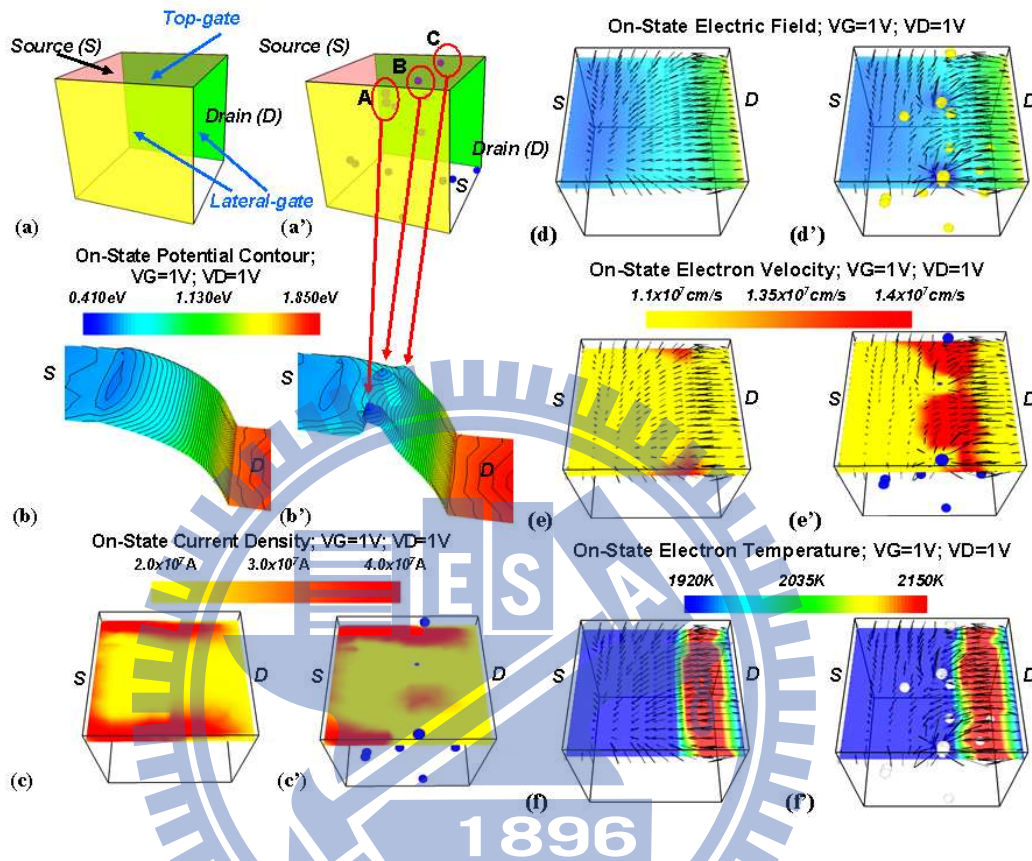 Top-gate
Source (S)
Drain (D)
Lateral-gate
(a)
Source (S)
A
B
C
Drain (D)
S
(a')
On-State Potential Contour;
VG=1V; VD=1V
0.410eV 1.130eV 1.850eV
S
D
(b)
S
D
(b')
On-State Current Density; VG=1V; VD=1V
2.0x10⁷A 3.0x10⁷A 4.0x10⁷A
S
D
(c)
S
D
(c')
On-State Electric Field; VG=1V; VD=1V
S
D
(d)
S
D
(d')
On-State Electron Velocity; VG=1V; VD=1V
1.1x10⁷cm/s 1.35x10⁷cm/s 1.4x10⁷cm/s
S
D
(e)
S
D
(e')
On-State Electron Temperature; VG=1V; VD=1V
1920K 2035K 2150K
S
D
(f)
S
D
(f')
ESA
1896